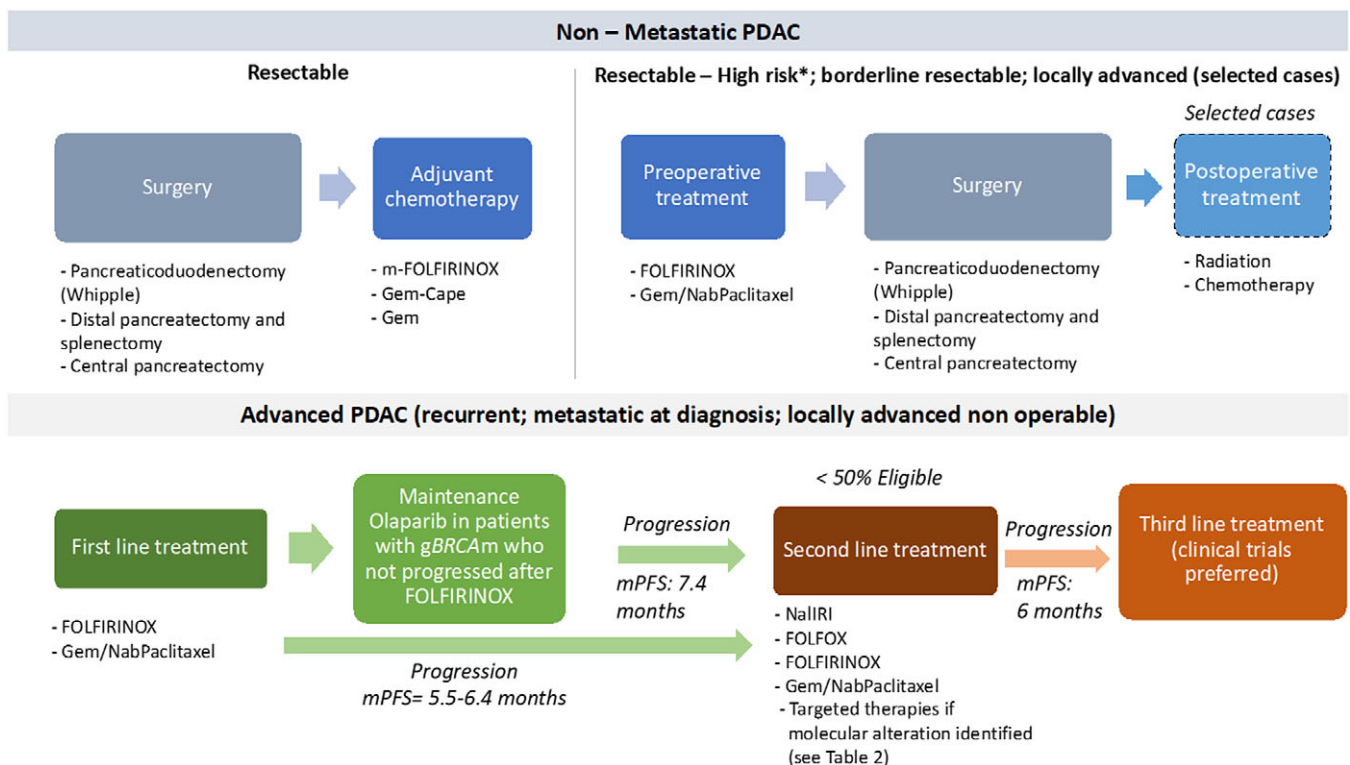 Non – Metastatic PDAC
Resectable
Surgery
- Pancreaticoduodenectomy
(Whipple)
- Distal pancreatectomy and
splenectomy
- Central pancreatectomy
Adjuvant
chemotherapy
- m-FOLFIRINOX
- Gem-Cape
- Gem
Resectable – High risk*; borderline resectable; locally advanced (selected cases)
Preoperative
treatment
- FOLFIRINOX
- Gem/NabPaclitaxel
Surgery
- Pancreaticoduodenectomy
(Whipple)
- Distal pancreatectomy and
splenectomy
- Central pancreatectomy
Selected cases
Postoperative
treatment
- Radiation
- Chemotherapy
Advanced PDAC (recurrent; metastatic at diagnosis; locally advanced non operable)
First line treatment
- FOLFIRINOX
- Gem/NabPaclitaxel
Maintenance
Olaparib in patients
with gBRCAm who
not progressed after
FOLFIRINOX
Progression
mPFS: 7.4
months
Progression
mPFS= 5.5-6.4 months
< 50% Eligible
Second line treatment
- NalIRI
- FOLFOX
- FOLFIRINOX
- Gem/NabPaclitaxel
- Targeted therapies if
molecular alteration identified
(see Table 2)
Progression
mPFS:
6 months
Third line treatment
(clinical trials
preferred)